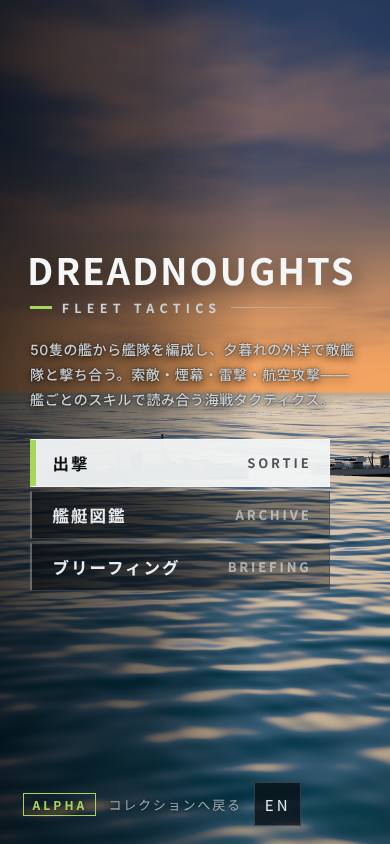 DREADNOUGHTS
FLEET TACTICS
50隻の艦から艦隊を編成し、夕暮れの外洋で敵艦
隊と撃ち合う。索敵・煙幕・雷撃・航空攻撃——
艦ごとのスキルで読み合う海戦タクティクス。
出撃 SORTIE
艦艇図鑑 ARCHIVE
ブリーフィング BRIEFING
ALPHA コレクションへ戻る EN